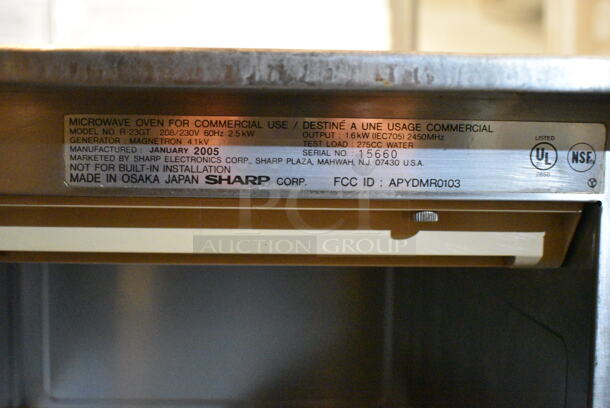 MICROWAVE OVEN FOR COMMERCIAL USE / DESTINÉ A UNE USAGE COMMERCIAL
MODEL NO. R-23GT 208/230V 60Hz 2.5kW OUTPUT : 1.6kW (IEC705) 2450MHz
GENERATOR : MAGNETRON 4.1kV TEST LOAD : 275CC WATER
MANUFACTURED : JANUARY 2005 SERIAL NO. 15660
MARKETED BY SHARP ELECTRONICS CORP., SHARP PLAZA, MAHWAH, N.J. 07430 U.S.A.
NOT FOR BUILT-IN INSTALLATION
MADE IN OSAKA JAPAN SHARP CORP. FCC ID : APYDMR0103
LISTED
UL
NSF
PCI
AUCTION GROUP